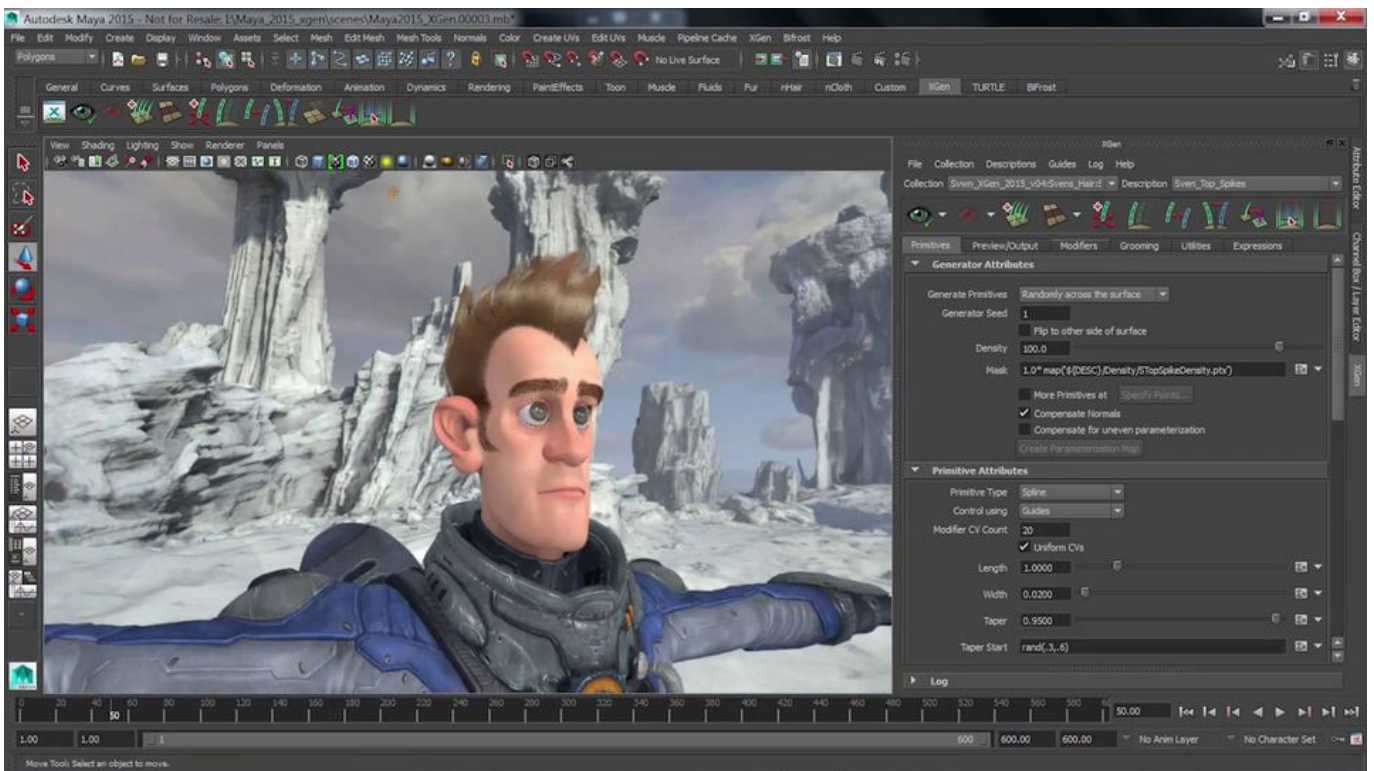 Autodesk Maya 2015 - Not for Resale: I:\Maya_2015_xgen\scenes\Maya2015_XGen.00003.mb*
File Edit Modify Create Display Window Assets Select Mesh Edit Mesh Mesh Tools Normals Color Create UVs Edit UVs Muscle Pipeline Cache XGen Bifrost Help
Polygons No Live Surface
General Curves Surfaces Polygons Deformation Animation Dynamics Rendering PaintEffects Toon Muscle Fluids Fur nHair nCloth Custom XGen TURTLE BiFrost
View Shading Lighting Show Renderer Panels
XGen
File Collection Descriptions Guides Log Help
Collection Svwn_XGen_2015_v04:Svens_Hair:S Description Sven_Top_Spikes
Primitives Preview/Output Modifiers Grooming Utilities Expressions
Generator Attributes
Generate Primitives Randomly across the surface
Generator Seed 1
Flip to other side of surface
Density 100.0
Mask 1.0* map('${DESC}/Density/STopSpikeDensity.ptx')
More Primitives at Specify Points...
Compensate Normals
Compensate for uneven parameterization
Create Parameterization Map
Primitive Attributes
Primitive Type Spline
Control using Guides
Modifier CV Count 20
Uniform CVs
Length 1.0000
Width 0.0200
Taper 0.9500
Taper Start rand(.3,.6)
Log
Attribute Editor
Channel Box / Layer Editor
XGen
0 20 40 60 80 100 120 140 160 180 200 220 240 260 280 300 320 340 360 380 400 420 440 460 480 500 520 540 560 580 6
50 50.00
1.00 1.00 1 600 600.00 600.00 No Anim Layer No Character Set
Move Tool: Select an object to move.